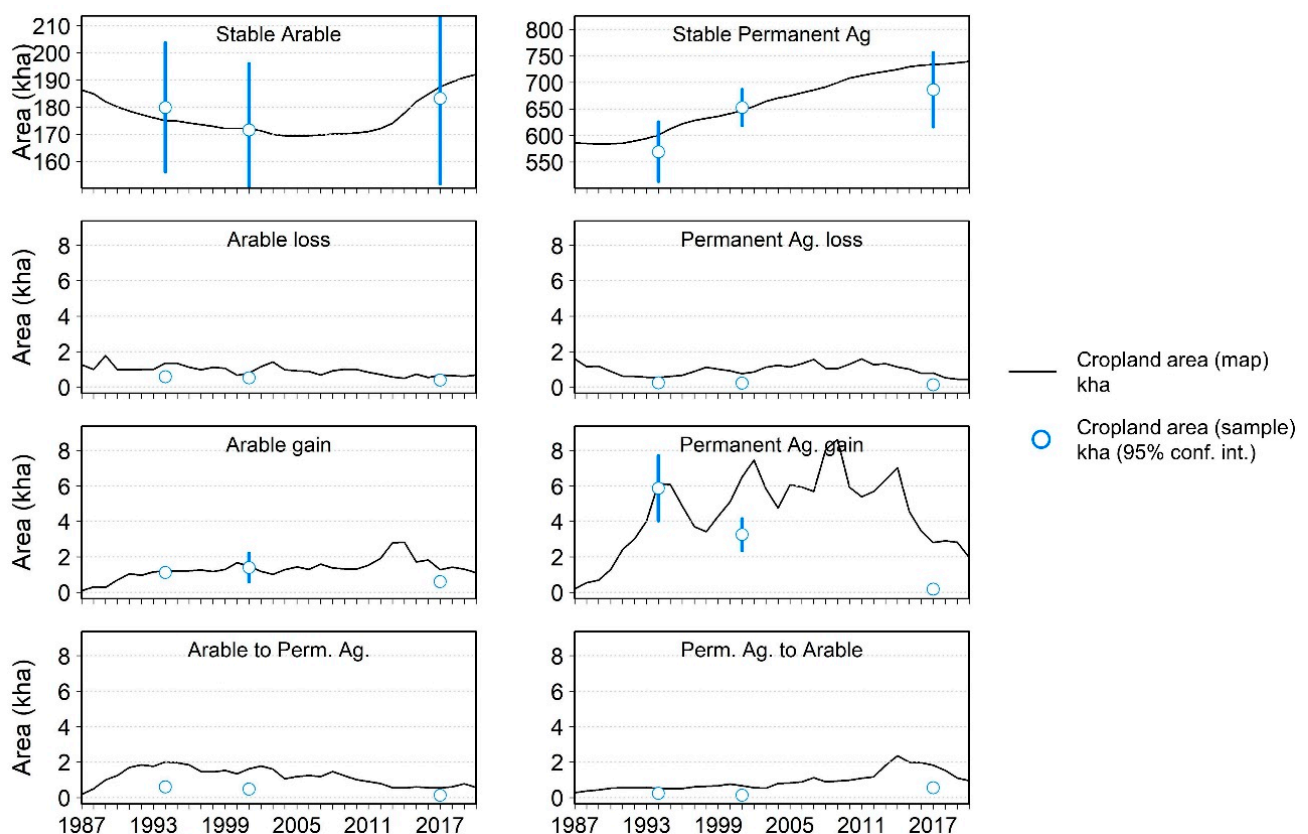 Stable Arable
Area (kha)
210
200
190
180
170
160
Stable Permanent Ag
800
750
700
650
600
550
Arable loss
Area (kha)
8
6
4
2
0
Permanent Ag. loss
8
6
4
2
0
Arable gain
Area (kha)
8
6
4
2
0
Permanent Ag. gain
8
6
4
2
0
Arable to Perm. Ag.
Area (kha)
8
6
4
2
0
1987 1993 1999 2005 2011 2017
Perm. Ag. to Arable
8
6
4
2
0
1987 1993 1999 2005 2011 2017
Cropland area (map)
kha
Cropland area (sample)
kha (95% conf. int.)